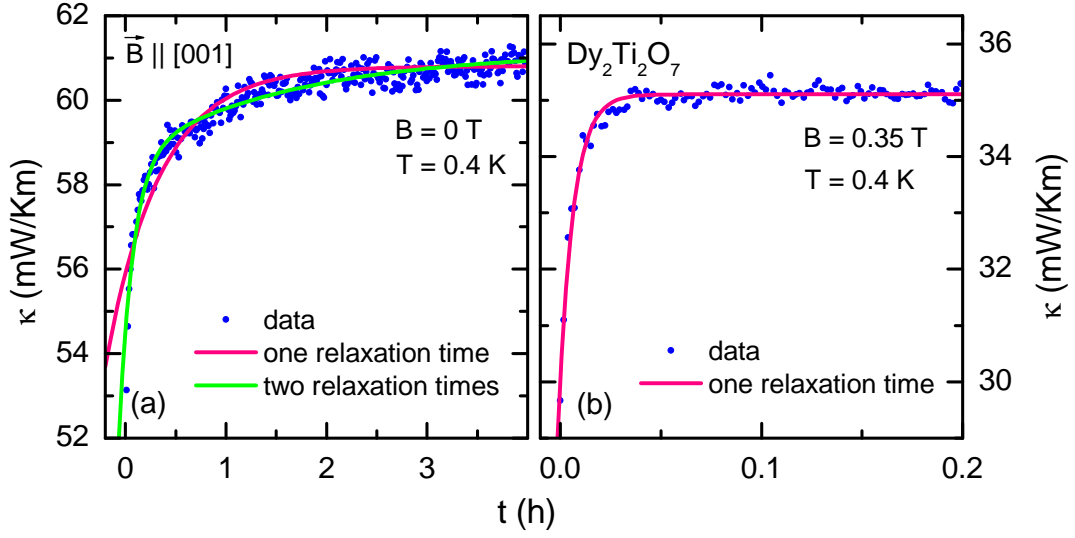 62
60
58
56
54
52
κ (mW/Km)
B || [001]
B = 0 T
T = 0.4 K
data
one relaxation time
two relaxation times
(a)
0
1
2
3
Dy2Ti2O7
B = 0.35 T
T = 0.4 K
data
one relaxation time
(b)
0.0
0.1
0.2
36
34
32
30
κ (mW/Km)
t (h)